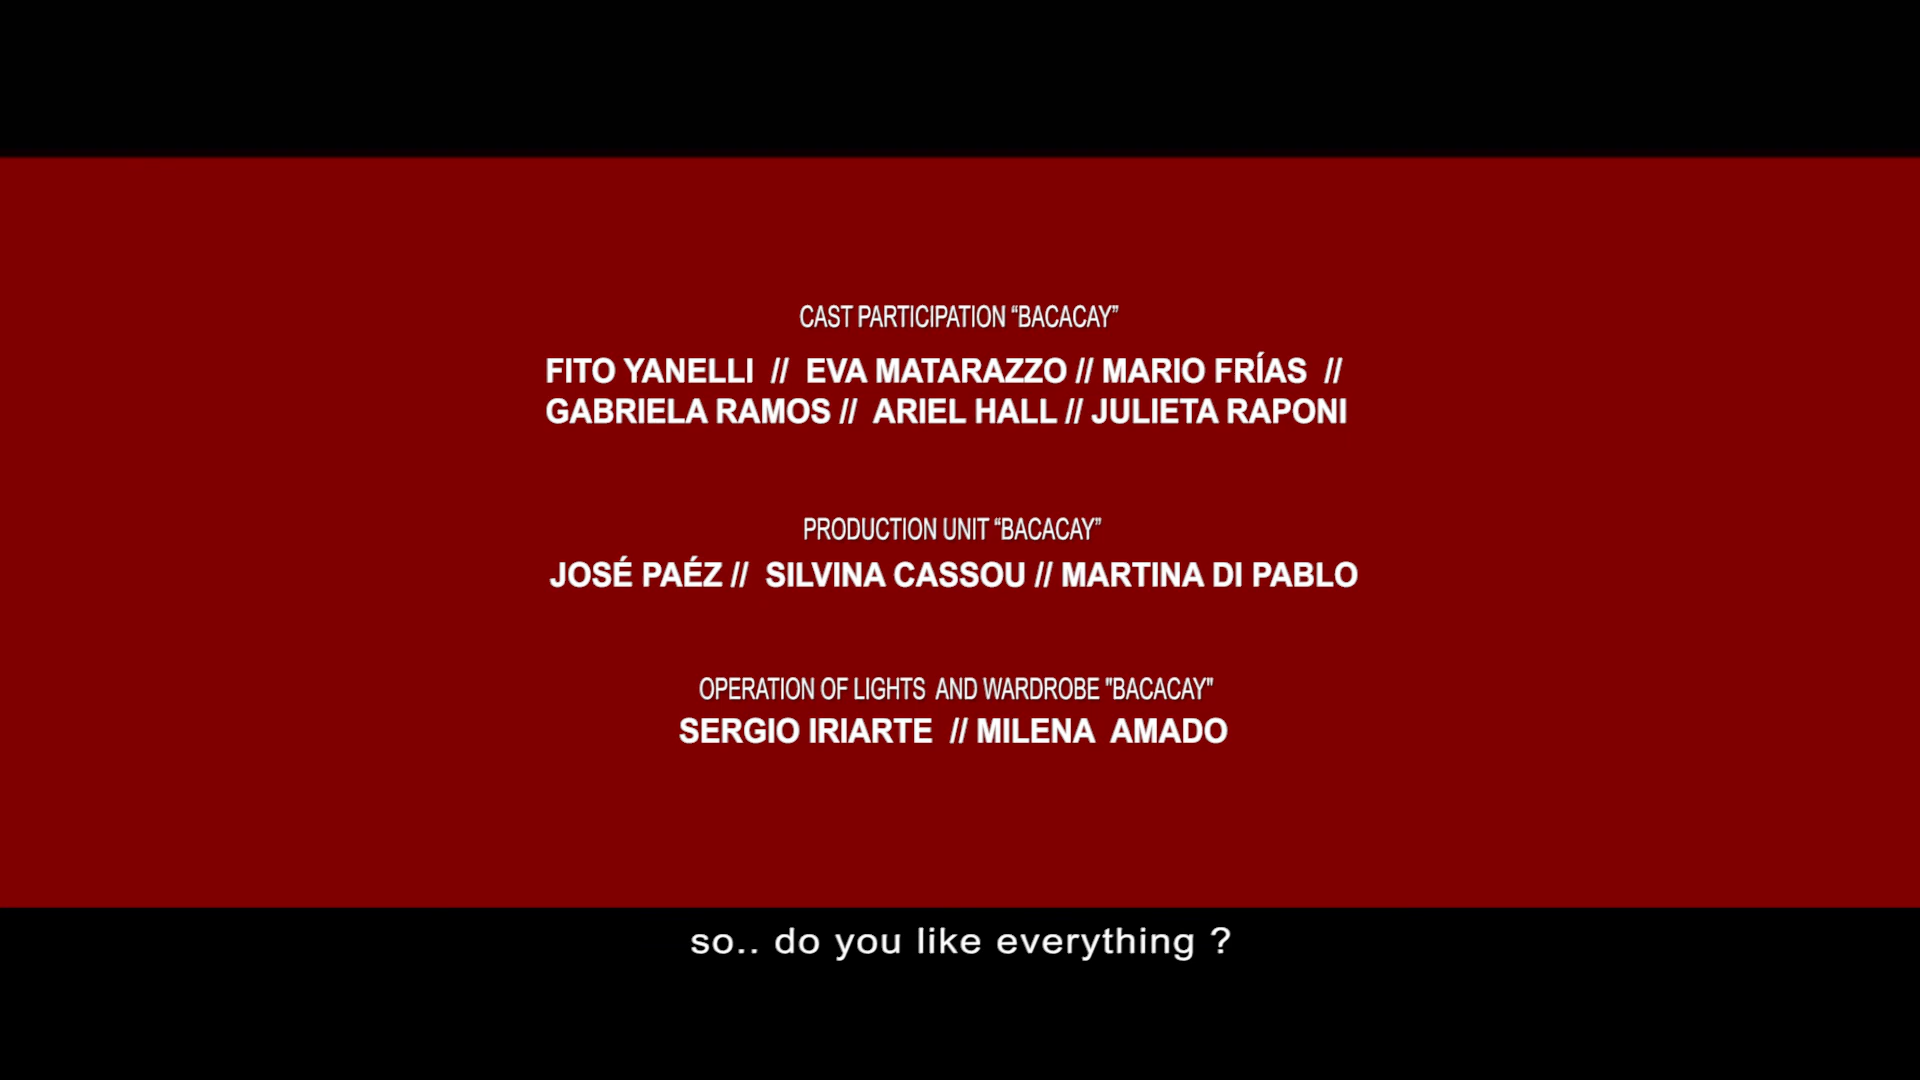 CAST PARTICIPATION “BACACAY”
FITO YANELLI // EVA MATARAZZO // MARIO FRÍAS //
GABRIELA RAMOS // ARIEL HALL // JULIETA RAPONI
PRODUCTION UNIT “BACACAY”
JOSÉ PAÉZ // SILVINA CASSOU // MARTINA DI PABLO
OPERATION OF LIGHTS AND WARDROBE "BACACAY"
SERGIO IRIARTE // MILENA AMADO
so.. do you like everything ?